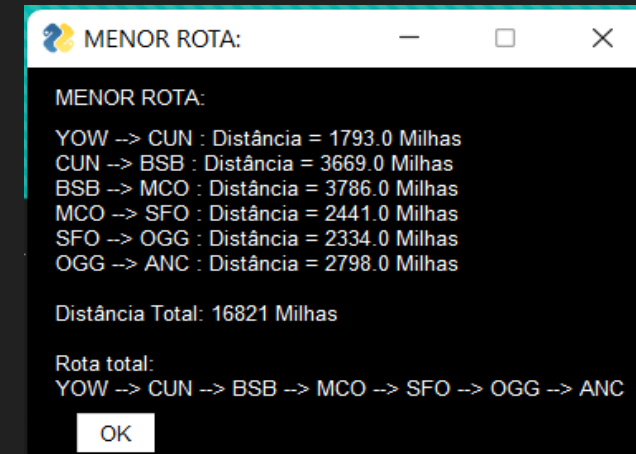 MENOR ROTA:
MENOR ROTA:
YOW --> CUN : Distância = 1793.0 Milhas
CUN --> BSB : Distância = 3669.0 Milhas
BSB --> MCO : Distância = 3786.0 Milhas
MCO --> SFO : Distância = 2441.0 Milhas
SFO --> OGG : Distância = 2334.0 Milhas
OGG --> ANC : Distância = 2798.0 Milhas
Distância Total: 16821 Milhas
Rota total:
YOW --> CUN --> BSB --> MCO --> SFO --> OGG --> ANC
OK